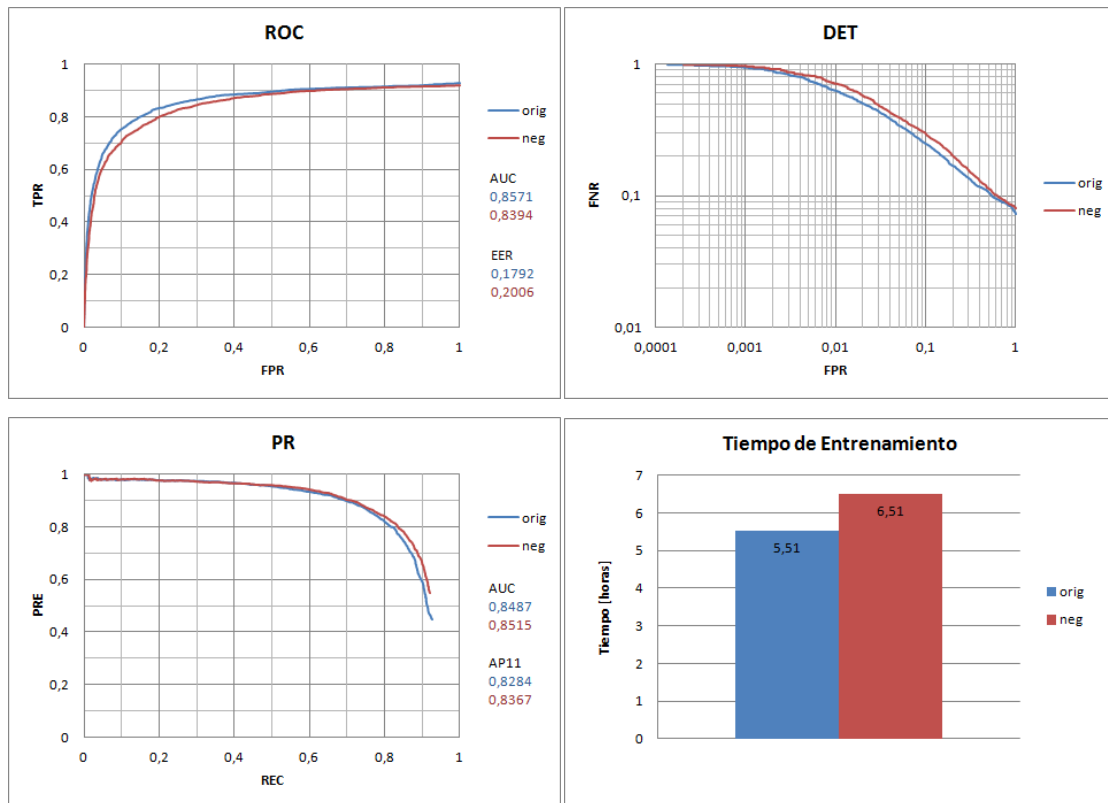 ROC
1
0,8
0,6
0,4
0,2
0
TPR
0 0,2 0,4 0,6 0,8 1
FPR
orig
neg
AUC
0,8571
0,8394
EER
0,1792
0,2006
DET
1
0,1
0,01
FNR
0,0001 0,001 0,01 0,1 1
FPR
orig
neg
PR
1
0,8
0,6
0,4
0,2
0
PRE
0 0,2 0,4 0,6 0,8 1
REC
orig
neg
AUC
0,8487
0,8515
AP11
0,8284
0,8367
Tiempo de Entrenamiento
7
6
5
4
3
2
1
0
Tiempo [horas]
5,51
6,51
orig
neg